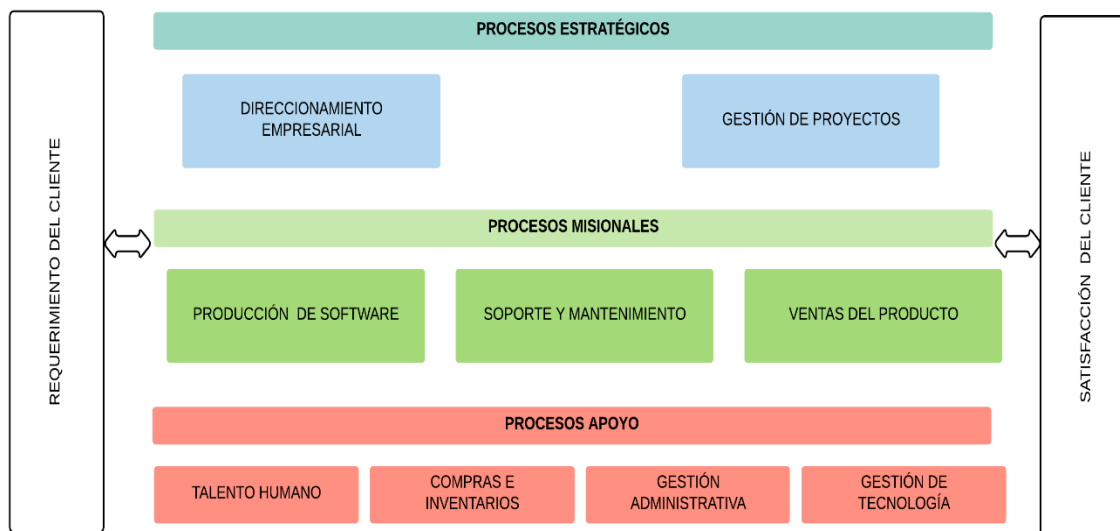 REQUERIMIENTO DEL CLIENTE
PROCESOS ESTRATÉGICOS
DIRECCIONAMIENTO
EMPRESARIAL
GESTIÓN DE PROYECTOS
PROCESOS MISIONALES
PRODUCCIÓN DE SOFTWARE
SOPORTE Y MANTENIMIENTO
VENTAS DEL PRODUCTO
PROCESOS APOYO
TALENTO HUMANO
COMPRAS E
INVENTARIOS
GESTIÓN
ADMINISTRATIVA
GESTIÓN DE
TECNOLOGÍA
SATISFACCIÓN DEL CLIENTE